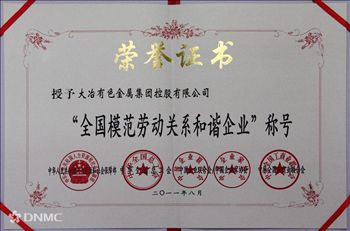 荣誉证书
授予大冶有色金属集团控股有限公司
“全国模范劳动关系和谐企业”称号
二〇一一年八月
DNMC